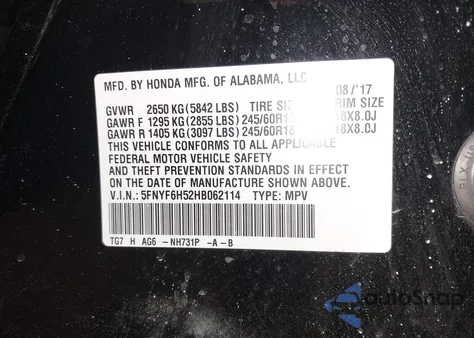 MFD. BY HONDA MFG. OF ALABAMA, LLC 08/'17
GVWR 2650 KG (5842 LBS) TIRE SIZ RIM SIZE
GAWR F 1295 KG (2855 LBS) 245/60R1 18X8.0J
GAWR R 1405 KG (3097 LBS) 245/60R18 18X8.0J
THIS VEHICLE CONFORMS TO ALL APPLICABLE
FEDERAL MOTOR VEHICLE SAFETY
AND THEFT PREVENTION STANDARDS IN EFFECT
ON THE DATE OF MANUFACTURE SHOWN ABOVE.
V.I.N.: 5FNYF6H52HB062114 TYPE: MPV
TG7 H AG6 -NH731P -A-B
autoSnap